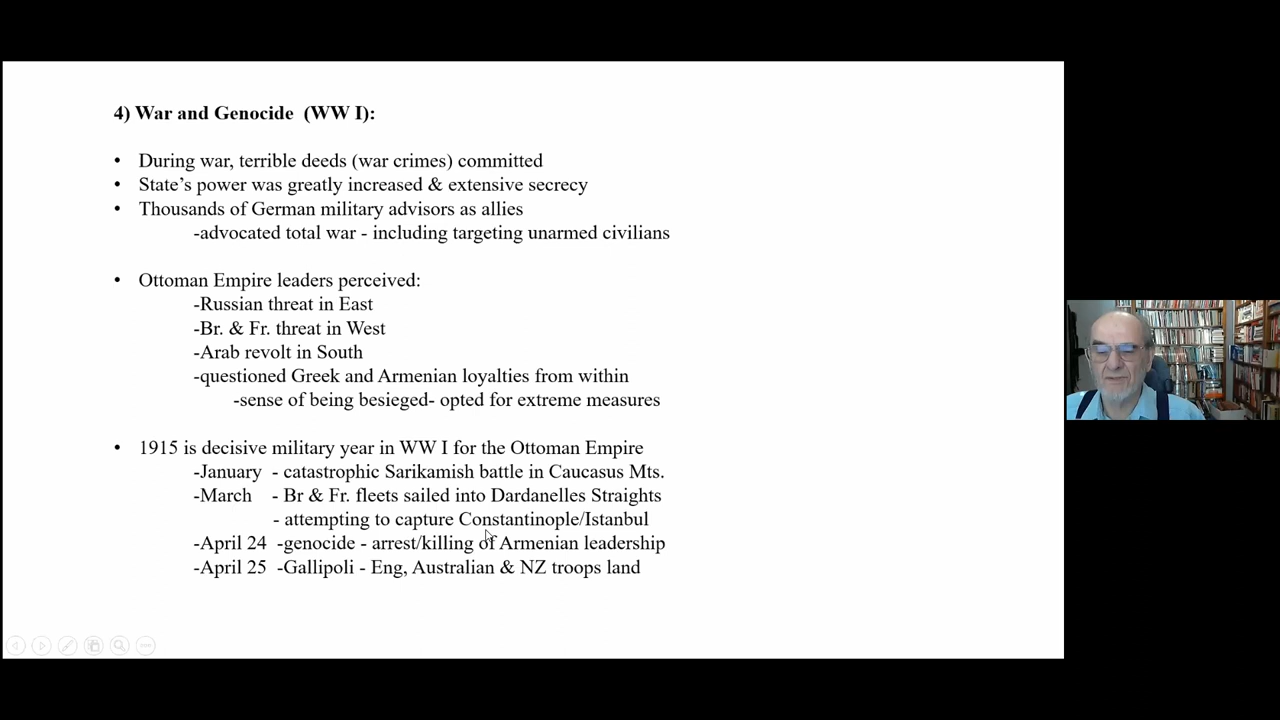 4) War and Genocide (WW I):
• During war, terrible deeds (war crimes) committed
• State's power was greatly increased & extensive secrecy
• Thousands of German military advisors as allies
-advocated total war - including targeting unarmed civilians
• Ottoman Empire leaders perceived:
-Russian threat in East
-Br. & Fr. threat in West
-Arab revolt in South
-questioned Greek and Armenian loyalties from within
-sense of being besieged- opted for extreme measures
• 1915 is decisive military year in WW I for the Ottoman Empire
-January - catastrophic Sarikamish battle in Caucasus Mts.
-March - Br & Fr. fleets sailed into Dardanelles Straights
- attempting to capture Constantinople/Istanbul
-April 24 -genocide - arrest/killing of Armenian leadership
-April 25 -Gallipoli - Eng, Australian & NZ troops land